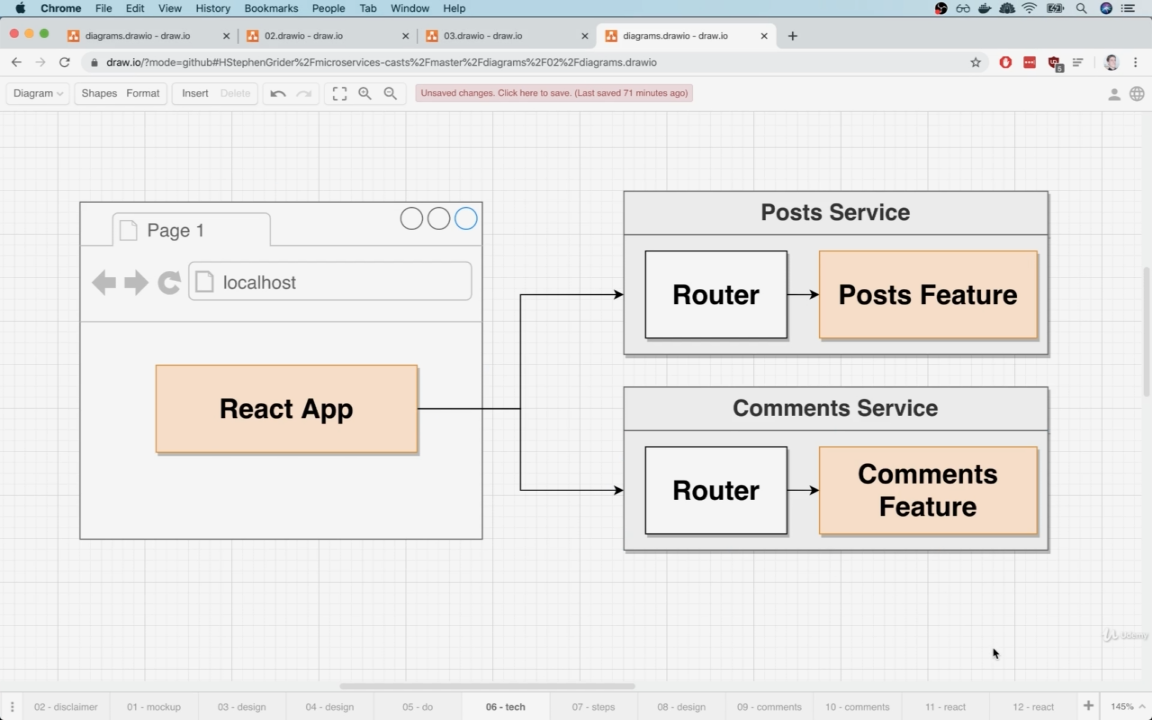 Chrome File Edit View History Bookmarks People Tab Window Help
diagrams.drawio - draw.io 02.drawio - draw.io 03.drawio - draw.io diagrams.drawio - draw.io
draw.io/?mode=github#HStephenGrider%2Fmicroservices-casts%2Fmaster%2Fdiagrams%2F02%2Fdiagrams.drawio
Diagram Shapes Format Insert Delete Unsaved changes. Click here to save. (Last saved 71 minutes ago)
Page 1
localhost
React App
Posts Service
Router
Posts Feature
Comments Service
Router
Comments
Feature
Udemy
02 - disclaimer 01 - mockup 03 - design 04 - design 05 - do 06 - tech 07 - steps 08 - design 09 - comments 10 - comments 11 - react 12 - react 145%